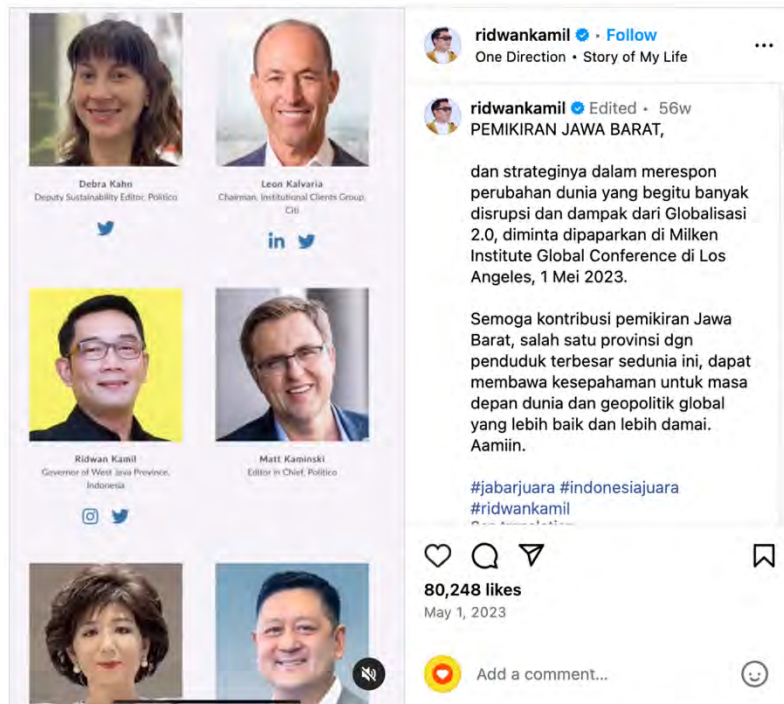 Debra Kahn
Deputy Sustainability Editor, Politico
Leon Kalvaria
Chairman, Institutional Clients Group,
Citi
in
Ridwan Kamil
Governor of West Java Province,
Indonesia
Matt Kaminski
Editor in Chief, Politico
ridwankamil • Follow
One Direction • Story of My Life
...
ridwankamil Edited • 56w
PEMIKIRAN JAWA BARAT,
dan strateginya dalam merespon
perubahan dunia yang begitu banyak
disrupsi dan dampak dari Globalisasi
2.0, diminta dipaparkan di Milken
Institute Global Conference di Los
Angeles, 1 Mei 2023.
Semoga kontribusi pemikiran Jawa
Barat, salah satu provinsi dgn
penduduk terbesar sedunia ini, dapat
membawa kesepahaman untuk masa
depan dunia dan geopolitik global
yang lebih baik dan lebih damai.
Aamiin.
#jabarjuara #indonesiajuara
#ridwankamil
80,248 likes
May 1, 2023
Add a comment...